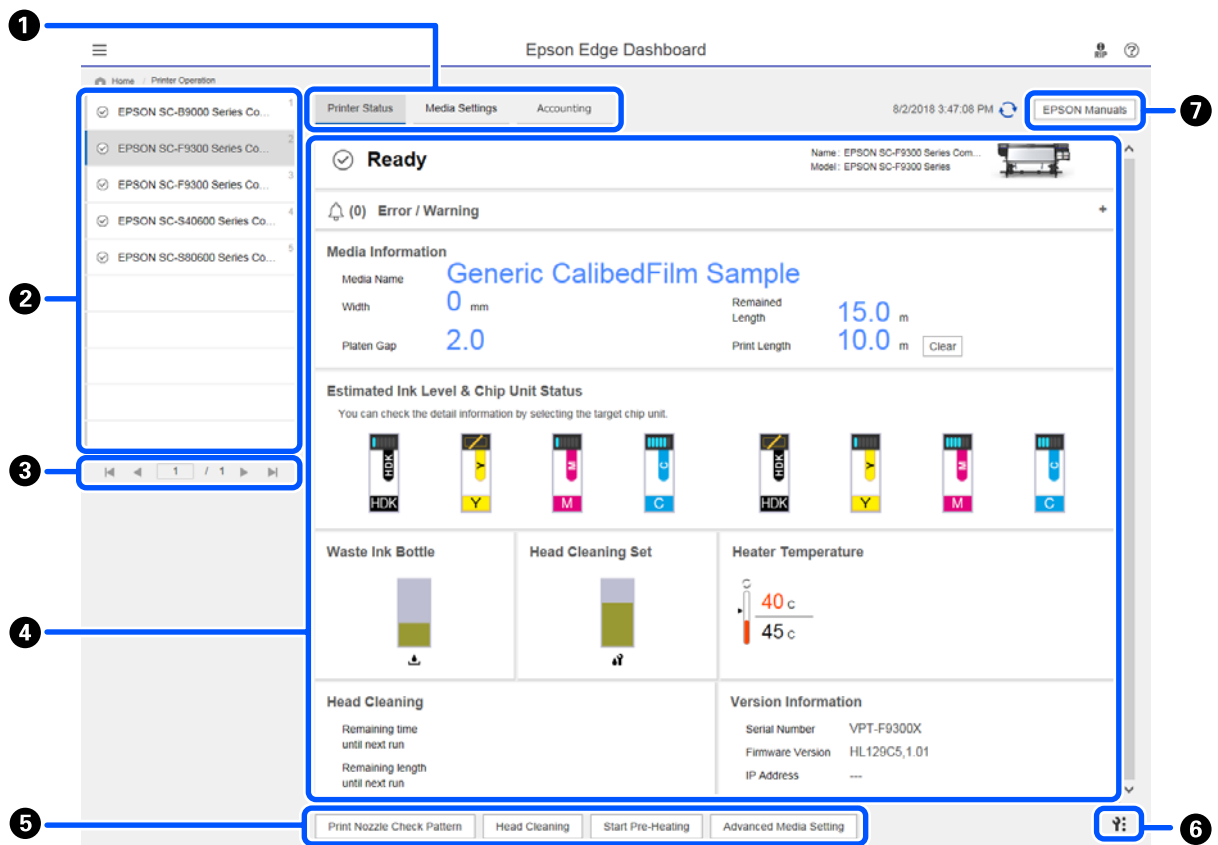 1
Epson Edge Dashboard
RIP
?
Home / Printer Operation
EPSON SC-B9000 Series Co... 1
EPSON SC-F9300 Series Co... 2
EPSON SC-F9300 Series Co... 3
EPSON SC-S40600 Series Co... 4
EPSON SC-S80600 Series Co... 5
2
3
1 / 1
Printer Status Media Settings Accounting
8/2/2018 3:47:08 PM
EPSON Manuals
7
Ready
Name : EPSON SC-F9300 Series Com...
Model : EPSON SC-F9300 Series
(0) Error / Warning +
Media Information
Media Name Generic CalibedFilm Sample
Width 0 mm
Remained
Length 15.0 m
Platen Gap 2.0
Print Length 10.0 m Clear
Estimated Ink Level & Chip Unit Status
You can check the detail information by selecting the target chip unit.
HDK Y M C HDK Y M C
HDK Y M C HDK Y M C
4
Waste Ink Bottle
Head Cleaning Set
Heater Temperature
40 c
45 c
Head Cleaning
Remaining time
until next run
Remaining length
until next run
Version Information
Serial Number VPT-F9300X
Firmware Version HL129C5,1.01
IP Address ---
5
Print Nozzle Check Pattern Head Cleaning Start Pre-Heating Advanced Media Setting
6